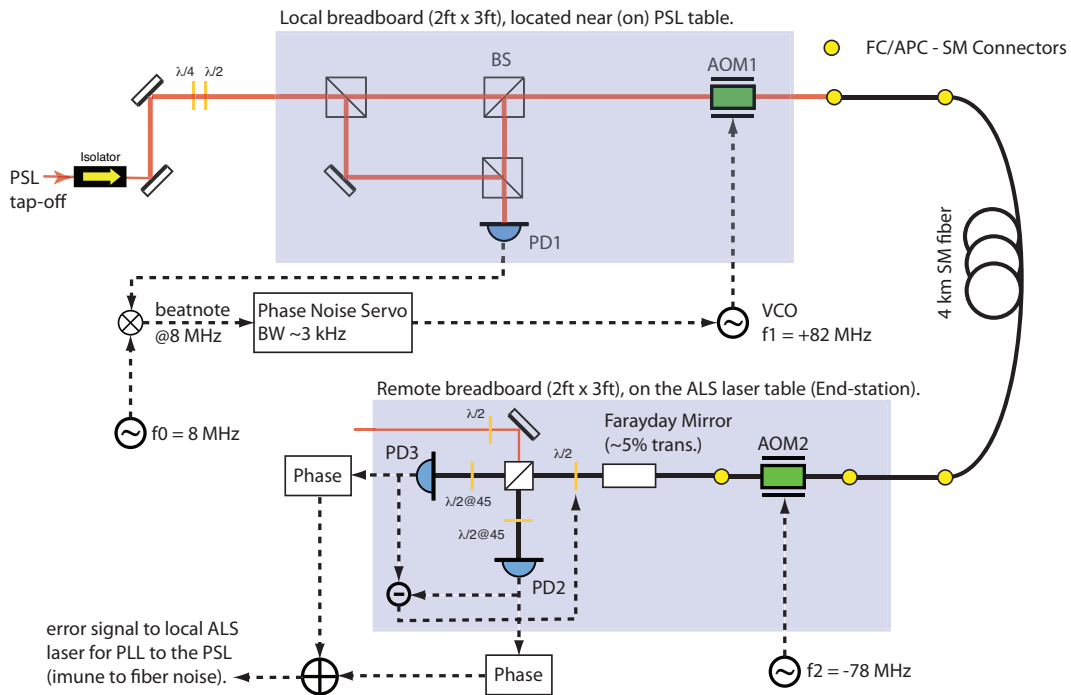 Local breadboard (2ft x 3ft), located near (on) PSL table.
FC/APC - SM Connectors
BS
AOM1
λ/4
λ/2
Isolator
PSL
tap-off
PD1
4 km SM fiber
beatnote
@8 MHz
Phase Noise Servo
BW ~3 kHz
VCO
f1 = +82 MHz
Remote breadboard (2ft x 3ft), on the ALS laser table (End-station).
f0 = 8 MHz
λ/2
Farayday Mirror
(~5% trans.)
AOM2
PD3
λ/2
Phase
λ/2@45
λ/2@45
PD2
-
error signal to local ALS
laser for PLL to the PSL
(imune to fiber noise).
Phase
f2 = -78 MHz